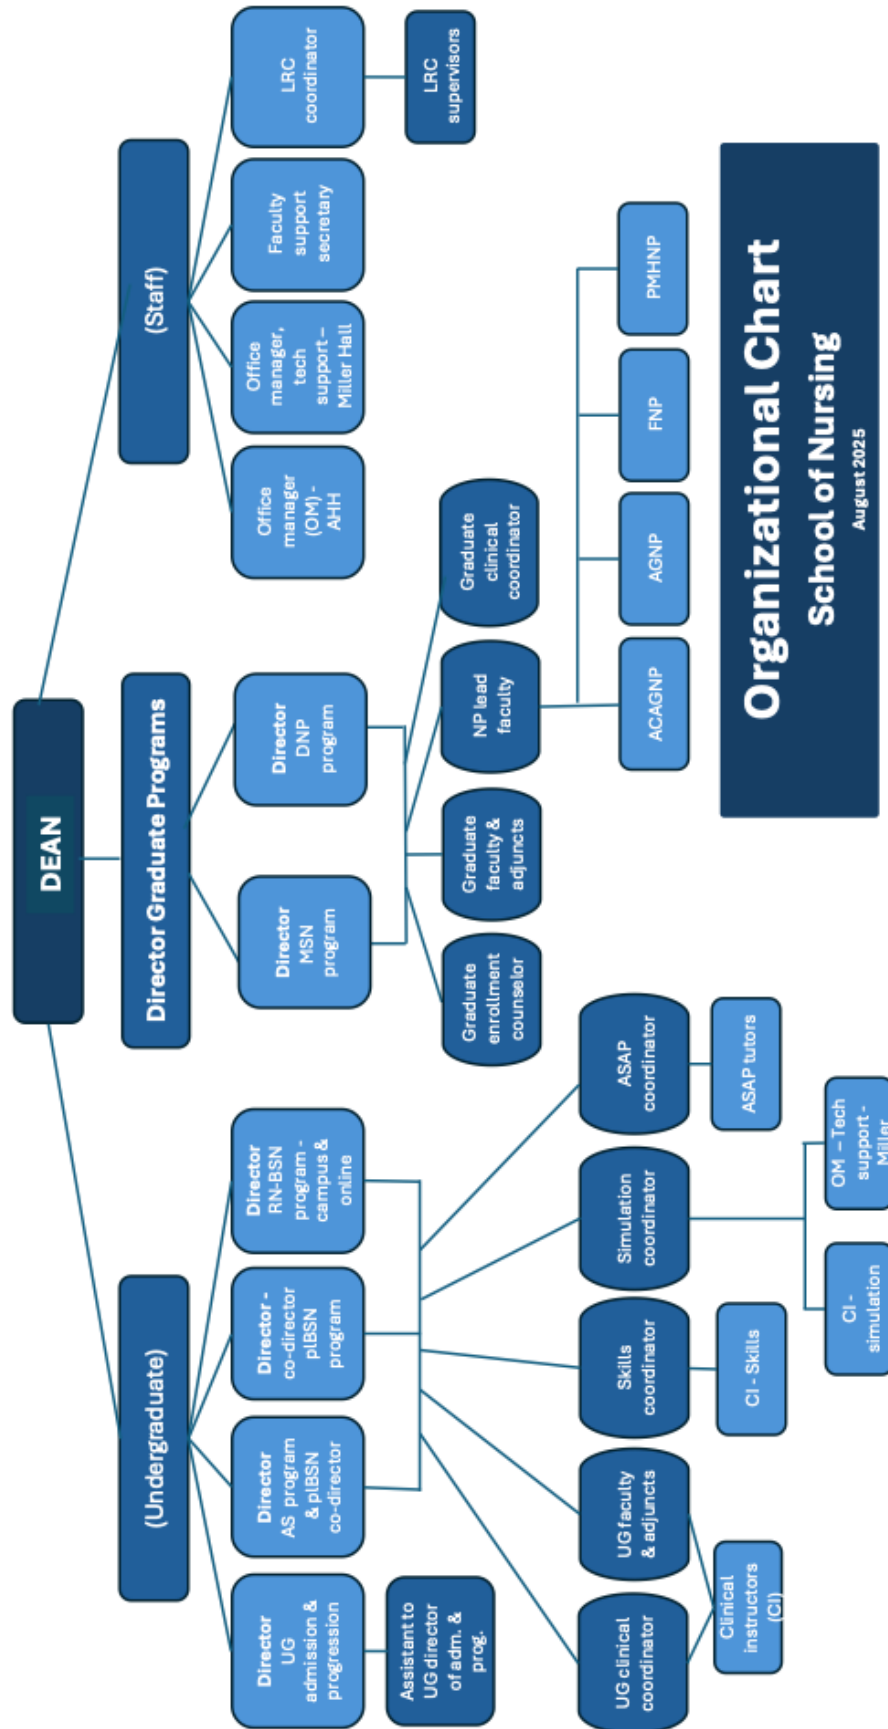 DEAN
(Undergraduate)
Director Graduate Programs
(Staff)
Director
UG
admission &
progression
Director
AS program
& plBSN
co-director
Director -
co-director
plBSN
program
Director
RN-BSN
program -
campus &
online
Director
MSN
program
Director
DNP
program
Office
manager
(OM) -
AHH
Office
manager,
tech
support –
Miller Hall
Faculty
support
secretary
LRC
coordinator
Assistant to
UG director
of adm. &
prog.
LRC
supervisors
Graduate
enrollment
counselor
Graduate
faculty &
adjuncts
NP lead
faculty
Graduate
clinical
coordinator
UG clinical
coordinator
UG faculty
& adjuncts
Skills
coordinator
Simulation
coordinator
ASAP
coordinator
ACAGNP
AGNP
FNP
PMHNP
Clinical
instructors
(CI)
CI - Skills
ASAP tutors
CI -
simulation
OM – Tech
support -
Miller
Organizational Chart
School of Nursing
August 2025